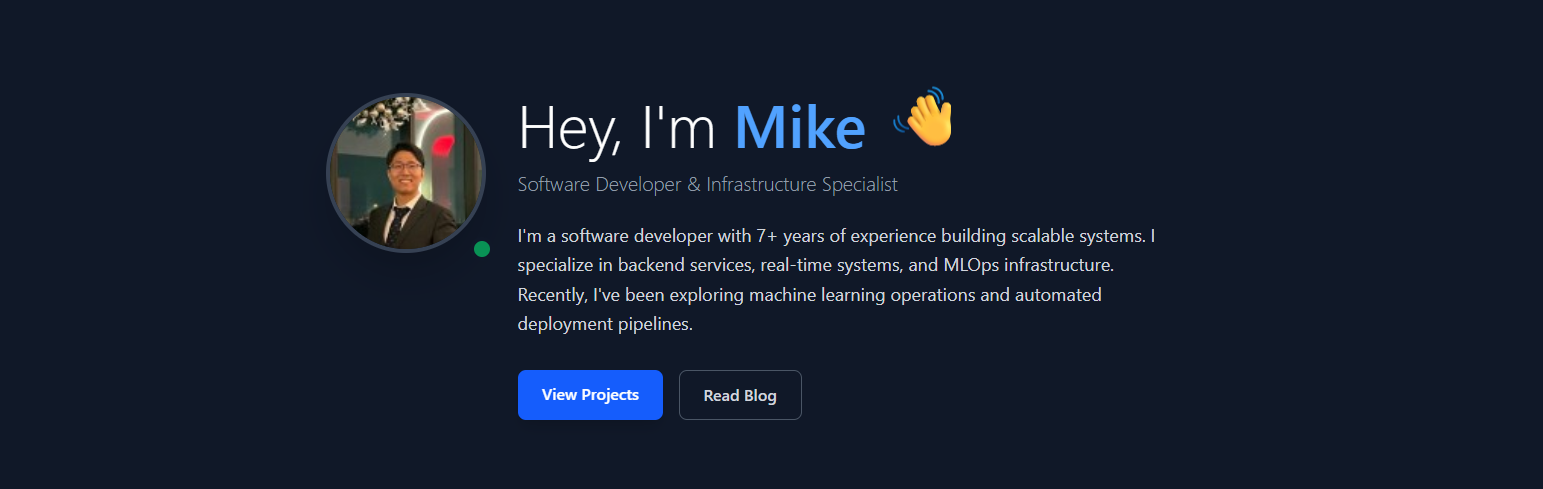 Hey, I'm Mike 👋
Software Developer & Infrastructure Specialist
I'm a software developer with 7+ years of experience building scalable systems. I
specialize in backend services, real-time systems, and MLOps infrastructure.
Recently, I've been exploring machine learning operations and automated
deployment pipelines.
View Projects
Read Blog